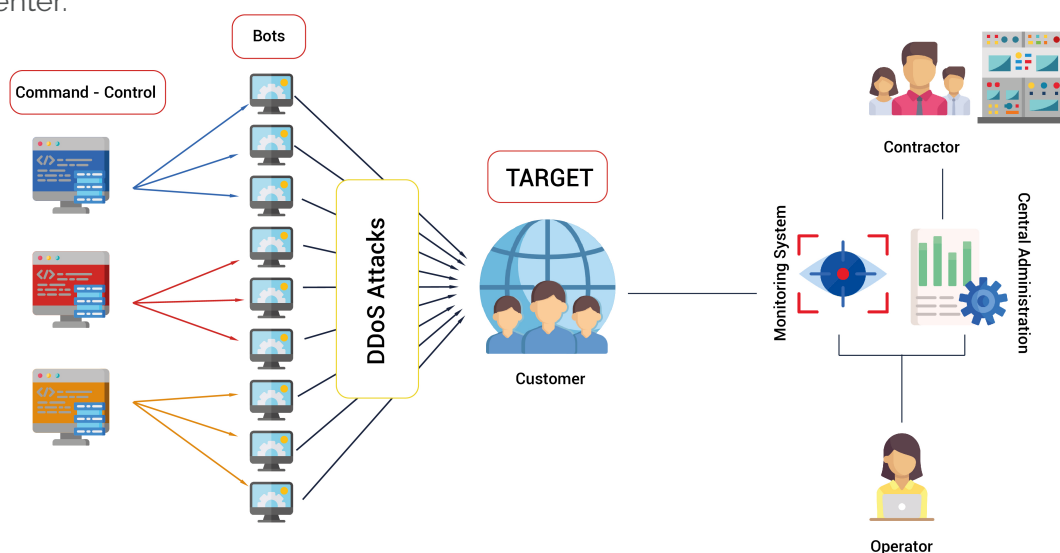 enter.
Bots
Command - Control
DDoS Attacks
TARGET
Customer
Contractor
Monitoring System
Central Administration
Operator